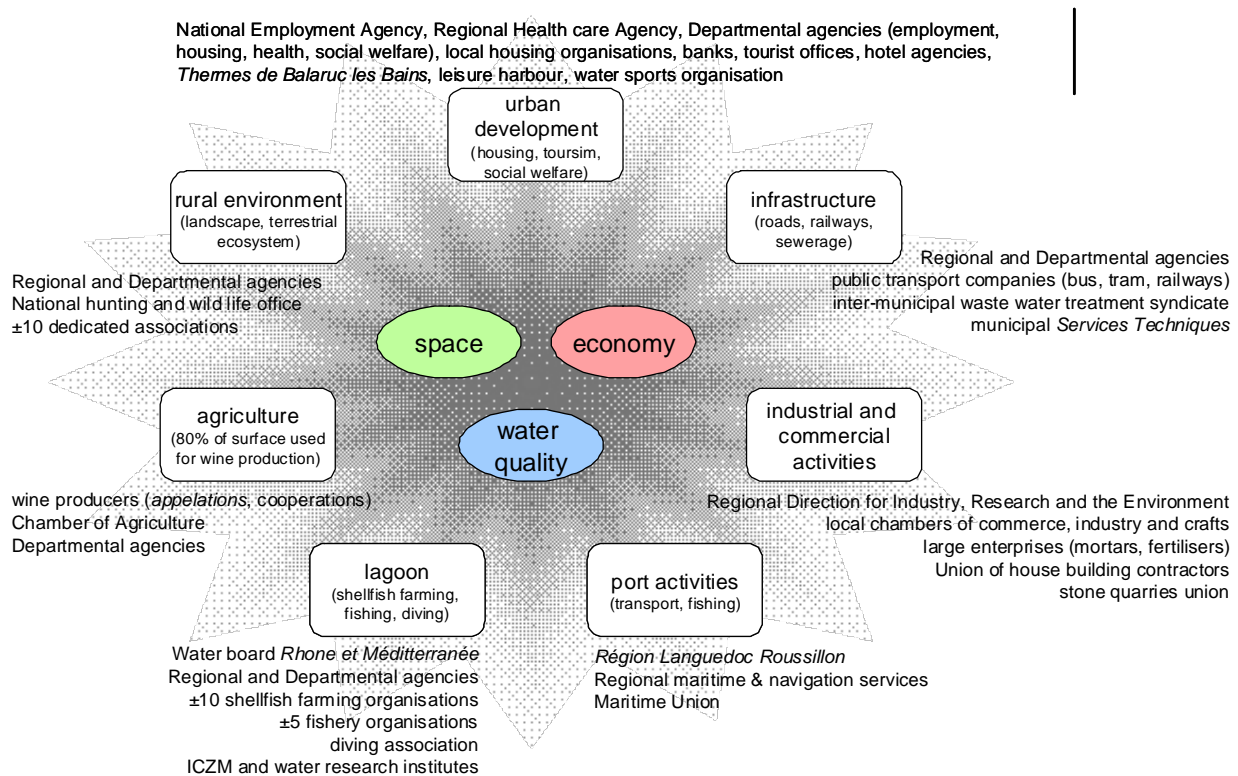 National Employment Agency, Regional Health care Agency, Departmental agencies (employment,
housing, health, social welfare), local housing organisations, banks, tourist offices, hotel agencies,
Thermes de Balaruc les Bains, leisure harbour, water sports organisation
urban
development
(housing, toursim,
social welfare)
rural environment
(landscape, terrestrial
ecosystem)
Regional and Departmental agencies
National hunting and wild life office
±10 dedicated associations
infrastructure
(roads, railways,
sewerage)
Regional and Departmental agencies
public transport companies (bus, tram, railways)
inter-municipal waste water treatment syndicate
municipal Services Techniques
space
economy
water
quality
agriculture
(80% of surface used
for wine production)
wine producers (appelations, cooperations)
Chamber of Agriculture
Departmental agencies
industrial and
commercial
activities
Regional Direction for Industry, Research and the Environment
local chambers of commerce, industry and crafts
large enterprises (mortars, fertilisers)
Union of house building contractors
stone quarries union
lagoon
(shellfish farming,
fishing, diving)
Water board Rhone et Méditerranée
Regional and Departmental agencies
±10 shellfish farming organisations
±5 fishery organisations
diving association
ICZM and water research institutes
port activities
(transport, fishing)
Région Languedoc Roussillon
Regional maritime & navigation services
Maritime Union